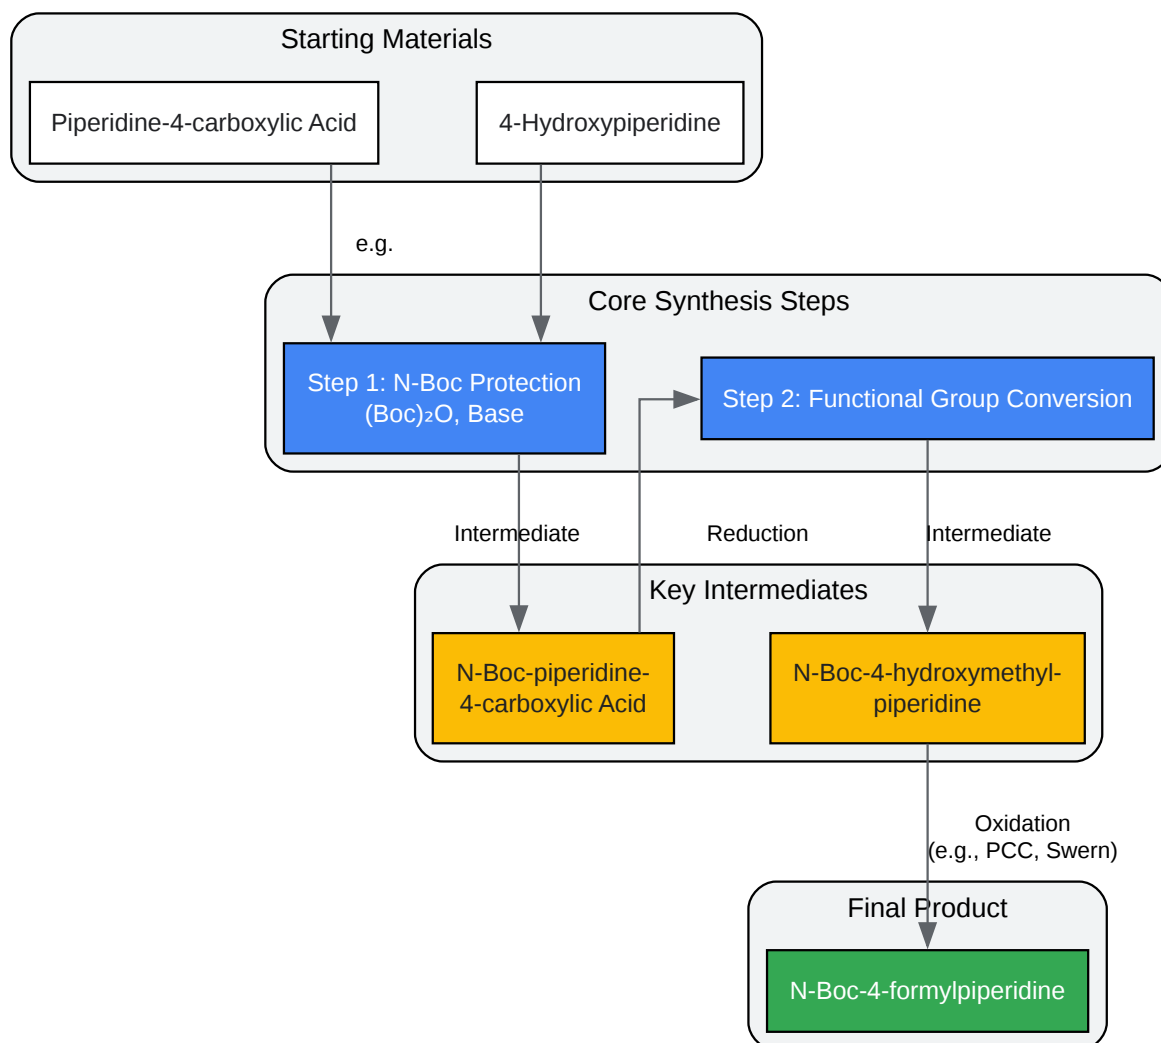 Starting Materials
Piperidine-4-carboxylic Acid
4-Hydroxypiperidine
e.g.
Core Synthesis Steps
Step 1: N-Boc Protection
(Boc)₂O, Base
Step 2: Functional Group Conversion
Intermediate
Reduction
Intermediate
Key Intermediates
N-Boc-piperidine-
4-carboxylic Acid
N-Boc-4-hydroxymethyl-
piperidine
Oxidation
(e.g., PCC, Swern)
Final Product
N-Boc-4-formylpiperidine